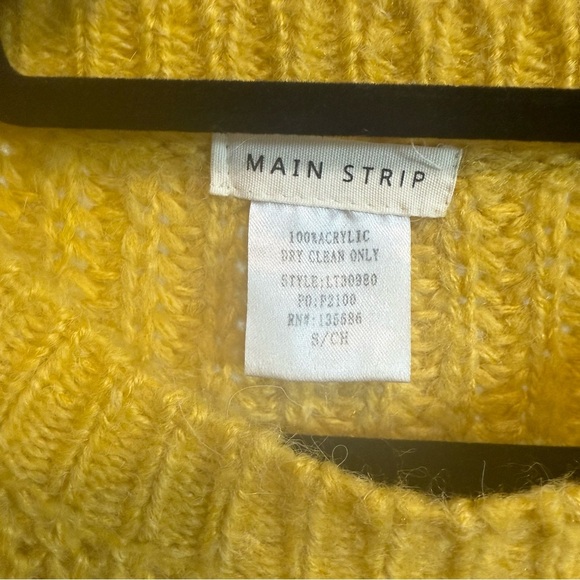 MAIN STRIP
100%ACRYLIC
DRY CLEAN ONLY
STYLE:LT30980
PO:P2100
RN#:135686
S/CH